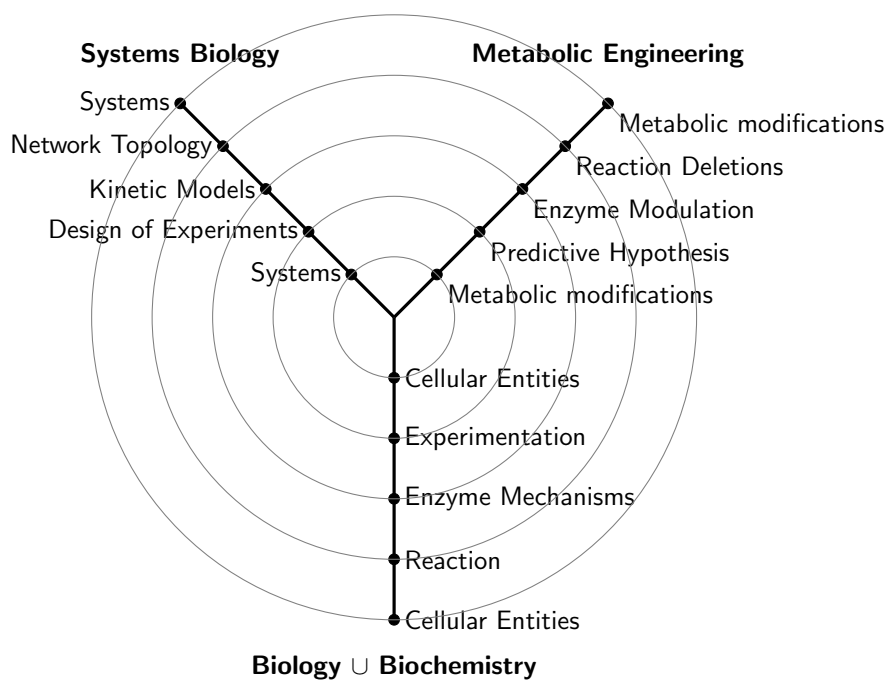 Systems Biology
Metabolic Engineering
Systems
Network Topology
Kinetic Models
Design of Experiments
Systems
Metabolic modifications
Reaction Deletions
Enzyme Modulation
Predictive Hypothesis
Metabolic modifications
Cellular Entities
Experimentation
Enzyme Mechanisms
Reaction
Cellular Entities
Biology ∪ Biochemistry